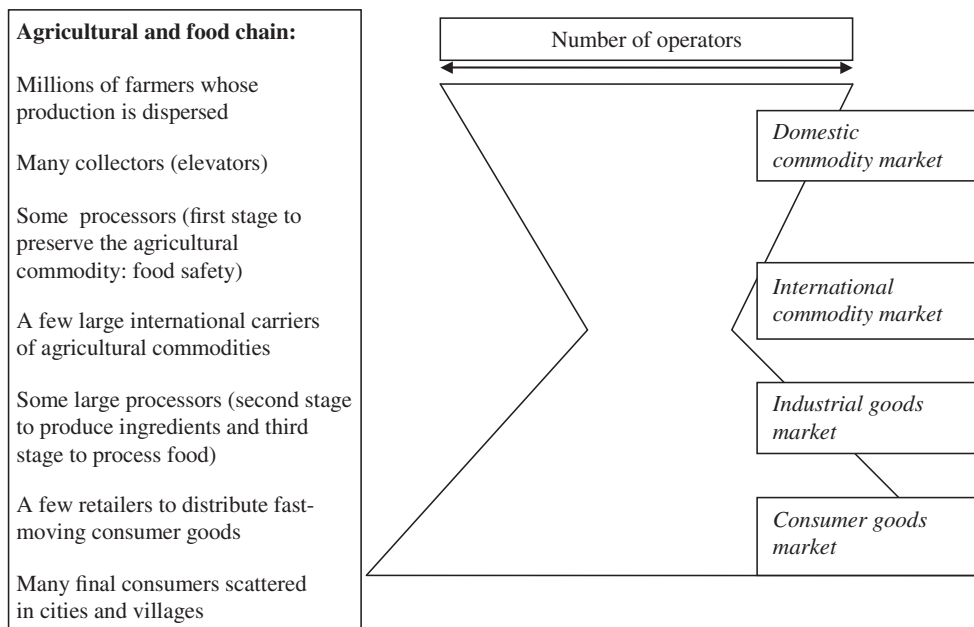 Agricultural and food chain:
Millions of farmers whose
production is dispersed
Many collectors (elevators)
Some processors (first stage to
preserve the agricultural
commodity: food safety)
A few large international carriers
of agricultural commodities
Some large processors (second stage
to produce ingredients and third
stage to process food)
A few retailers to distribute fast-
moving consumer goods
Many final consumers scattered
in cities and villages
Number of operators
Domestic
commodity market
International
commodity market
Industrial goods
market
Consumer goods
market